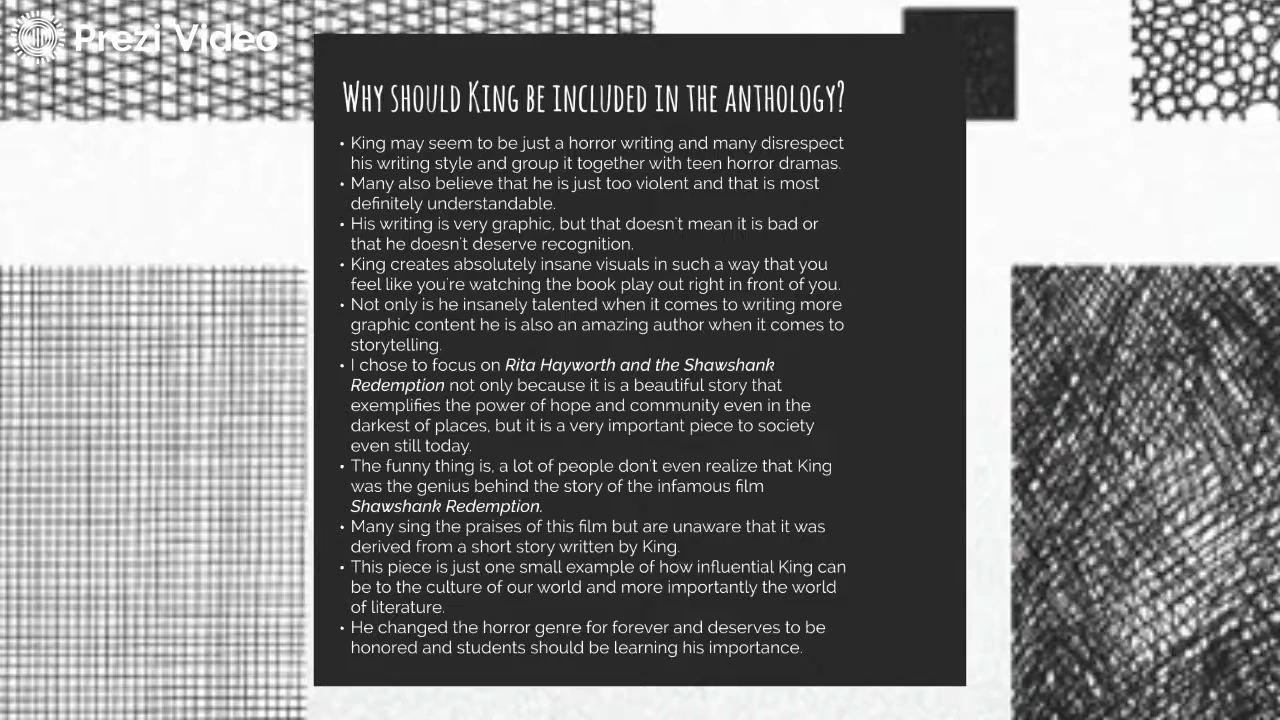 Prezi Video
Why should King be included in the anthology?
• King may seem to be just a horror writing and many disrespect
his writing style and group it together with teen horror dramas.
• Many also believe that he is just too violent and that is most
definitely understandable.
• His writing is very graphic, but that doesn't mean it is bad or
that he doesn't deserve recognition.
• King creates absolutely insane visuals in such a way that you
feel like you're watching the book play out right in front of you.
• Not only is he insanely talented when it comes to writing more
graphic content he is also an amazing author when it comes to
storytelling.
• I chose to focus on Rita Hayworth and the Shawshank
Redemption not only because it is a beautiful story that
exemplifies the power of hope and community even in the
darkest of places, but it is a very important piece to society
even still today.
• The funny thing is, a lot of people don't even realize that King
was the genius behind the story of the infamous film
Shawshank Redemption.
• Many sing the praises of this film but are unaware that it was
derived from a short story written by King.
• This piece is just one small example of how influential King can
be to the culture of our world and more importantly the world
of literature.
• He changed the horror genre for forever and deserves to be
honored and students should be learning his importance.